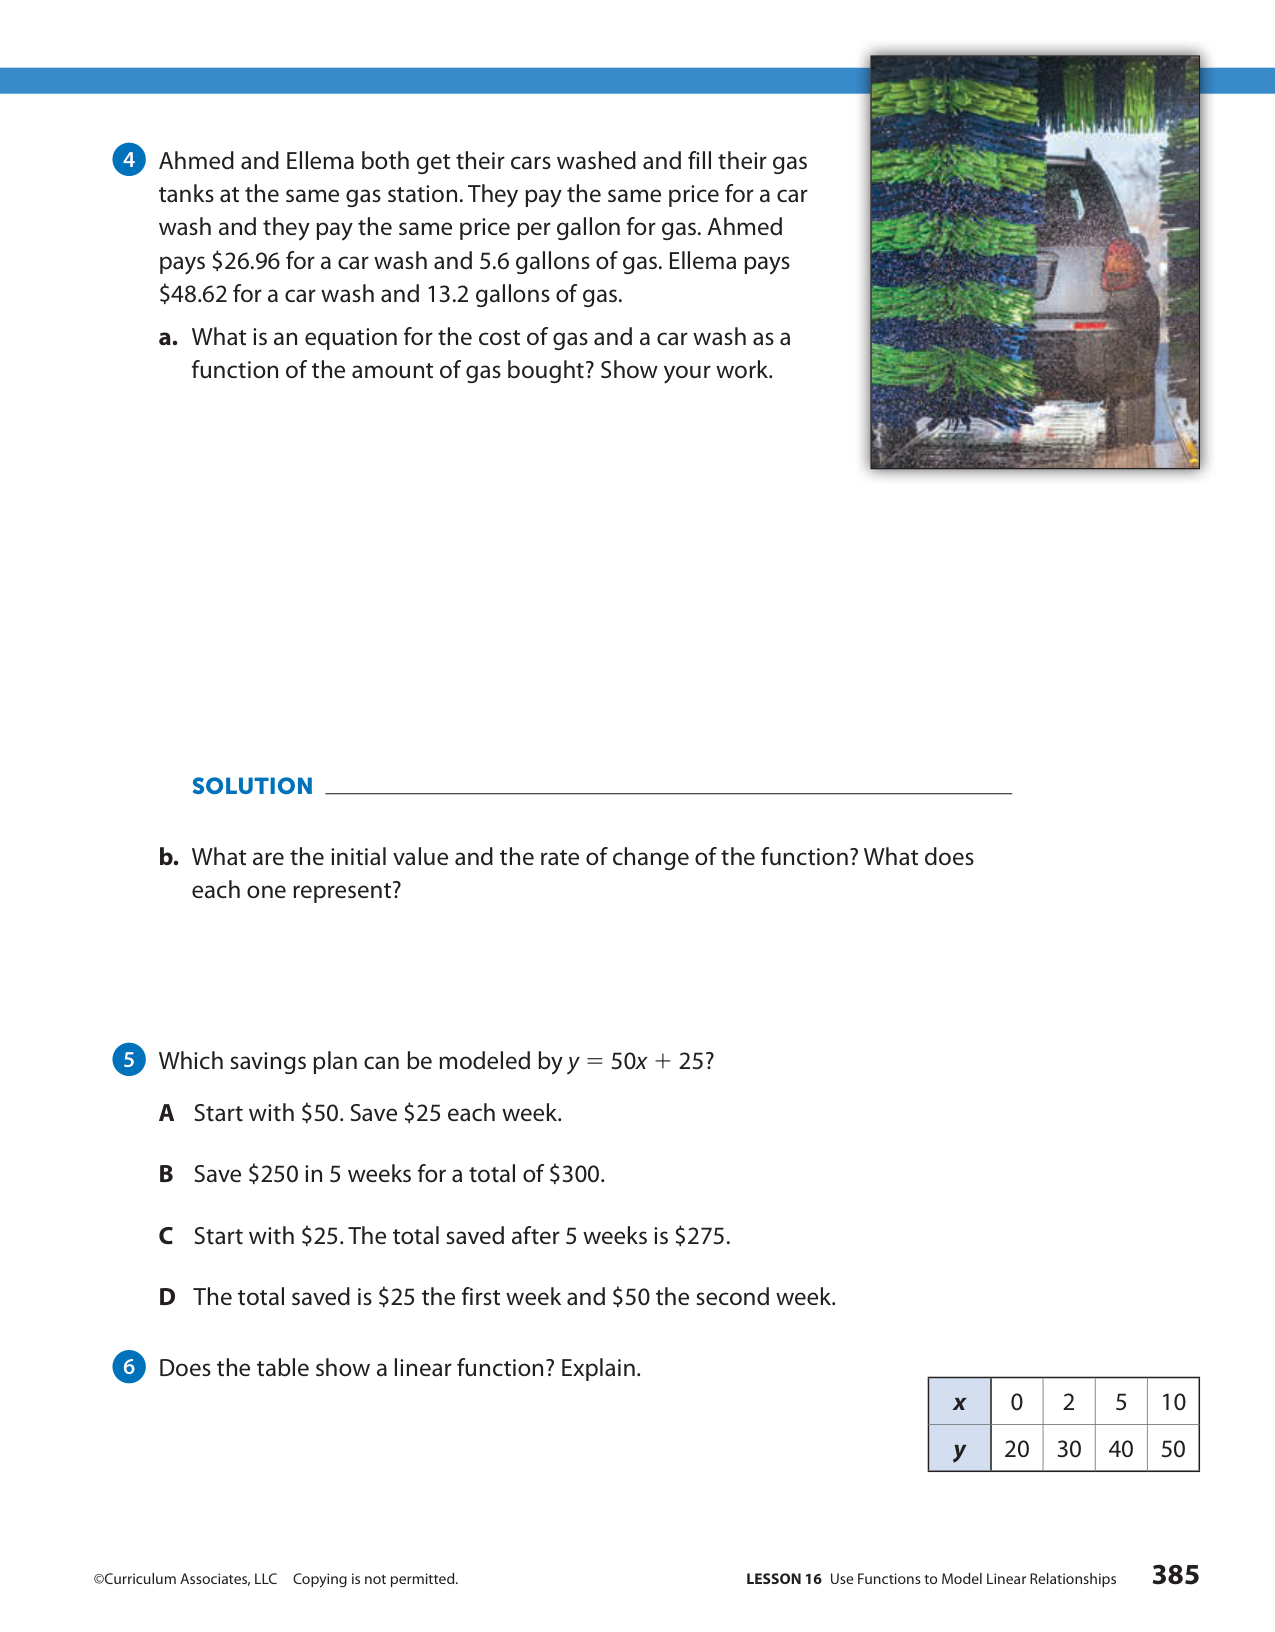 4 Ahmed and Ellema both get their cars washed and fill their gas
tanks at the same gas station. They pay the same price for a car
wash and they pay the same price per gallon for gas. Ahmed
pays $26.96 for a car wash and 5.6 gallons of gas. Ellema pays
$48.62 for a car wash and 13.2 gallons of gas.
a. What is an equation for the cost of gas and a car wash as a
function of the amount of gas bought? Show your work.
SOLUTION
b. What are the initial value and the rate of change of the function? What does
each one represent?
5 Which savings plan can be modeled by y = 50x + 25?
A Start with $50. Save $25 each week.
B Save $250 in 5 weeks for a total of $300.
C Start with $25. The total saved after 5 weeks is $275.
D The total saved is $25 the first week and $50 the second week.
6 Does the table show a linear function? Explain.
x 0 2 5 10
y 20 30 40 50
©Curriculum Associates, LLC Copying is not permitted.
LESSON 16 Use Functions to Model Linear Relationships 385